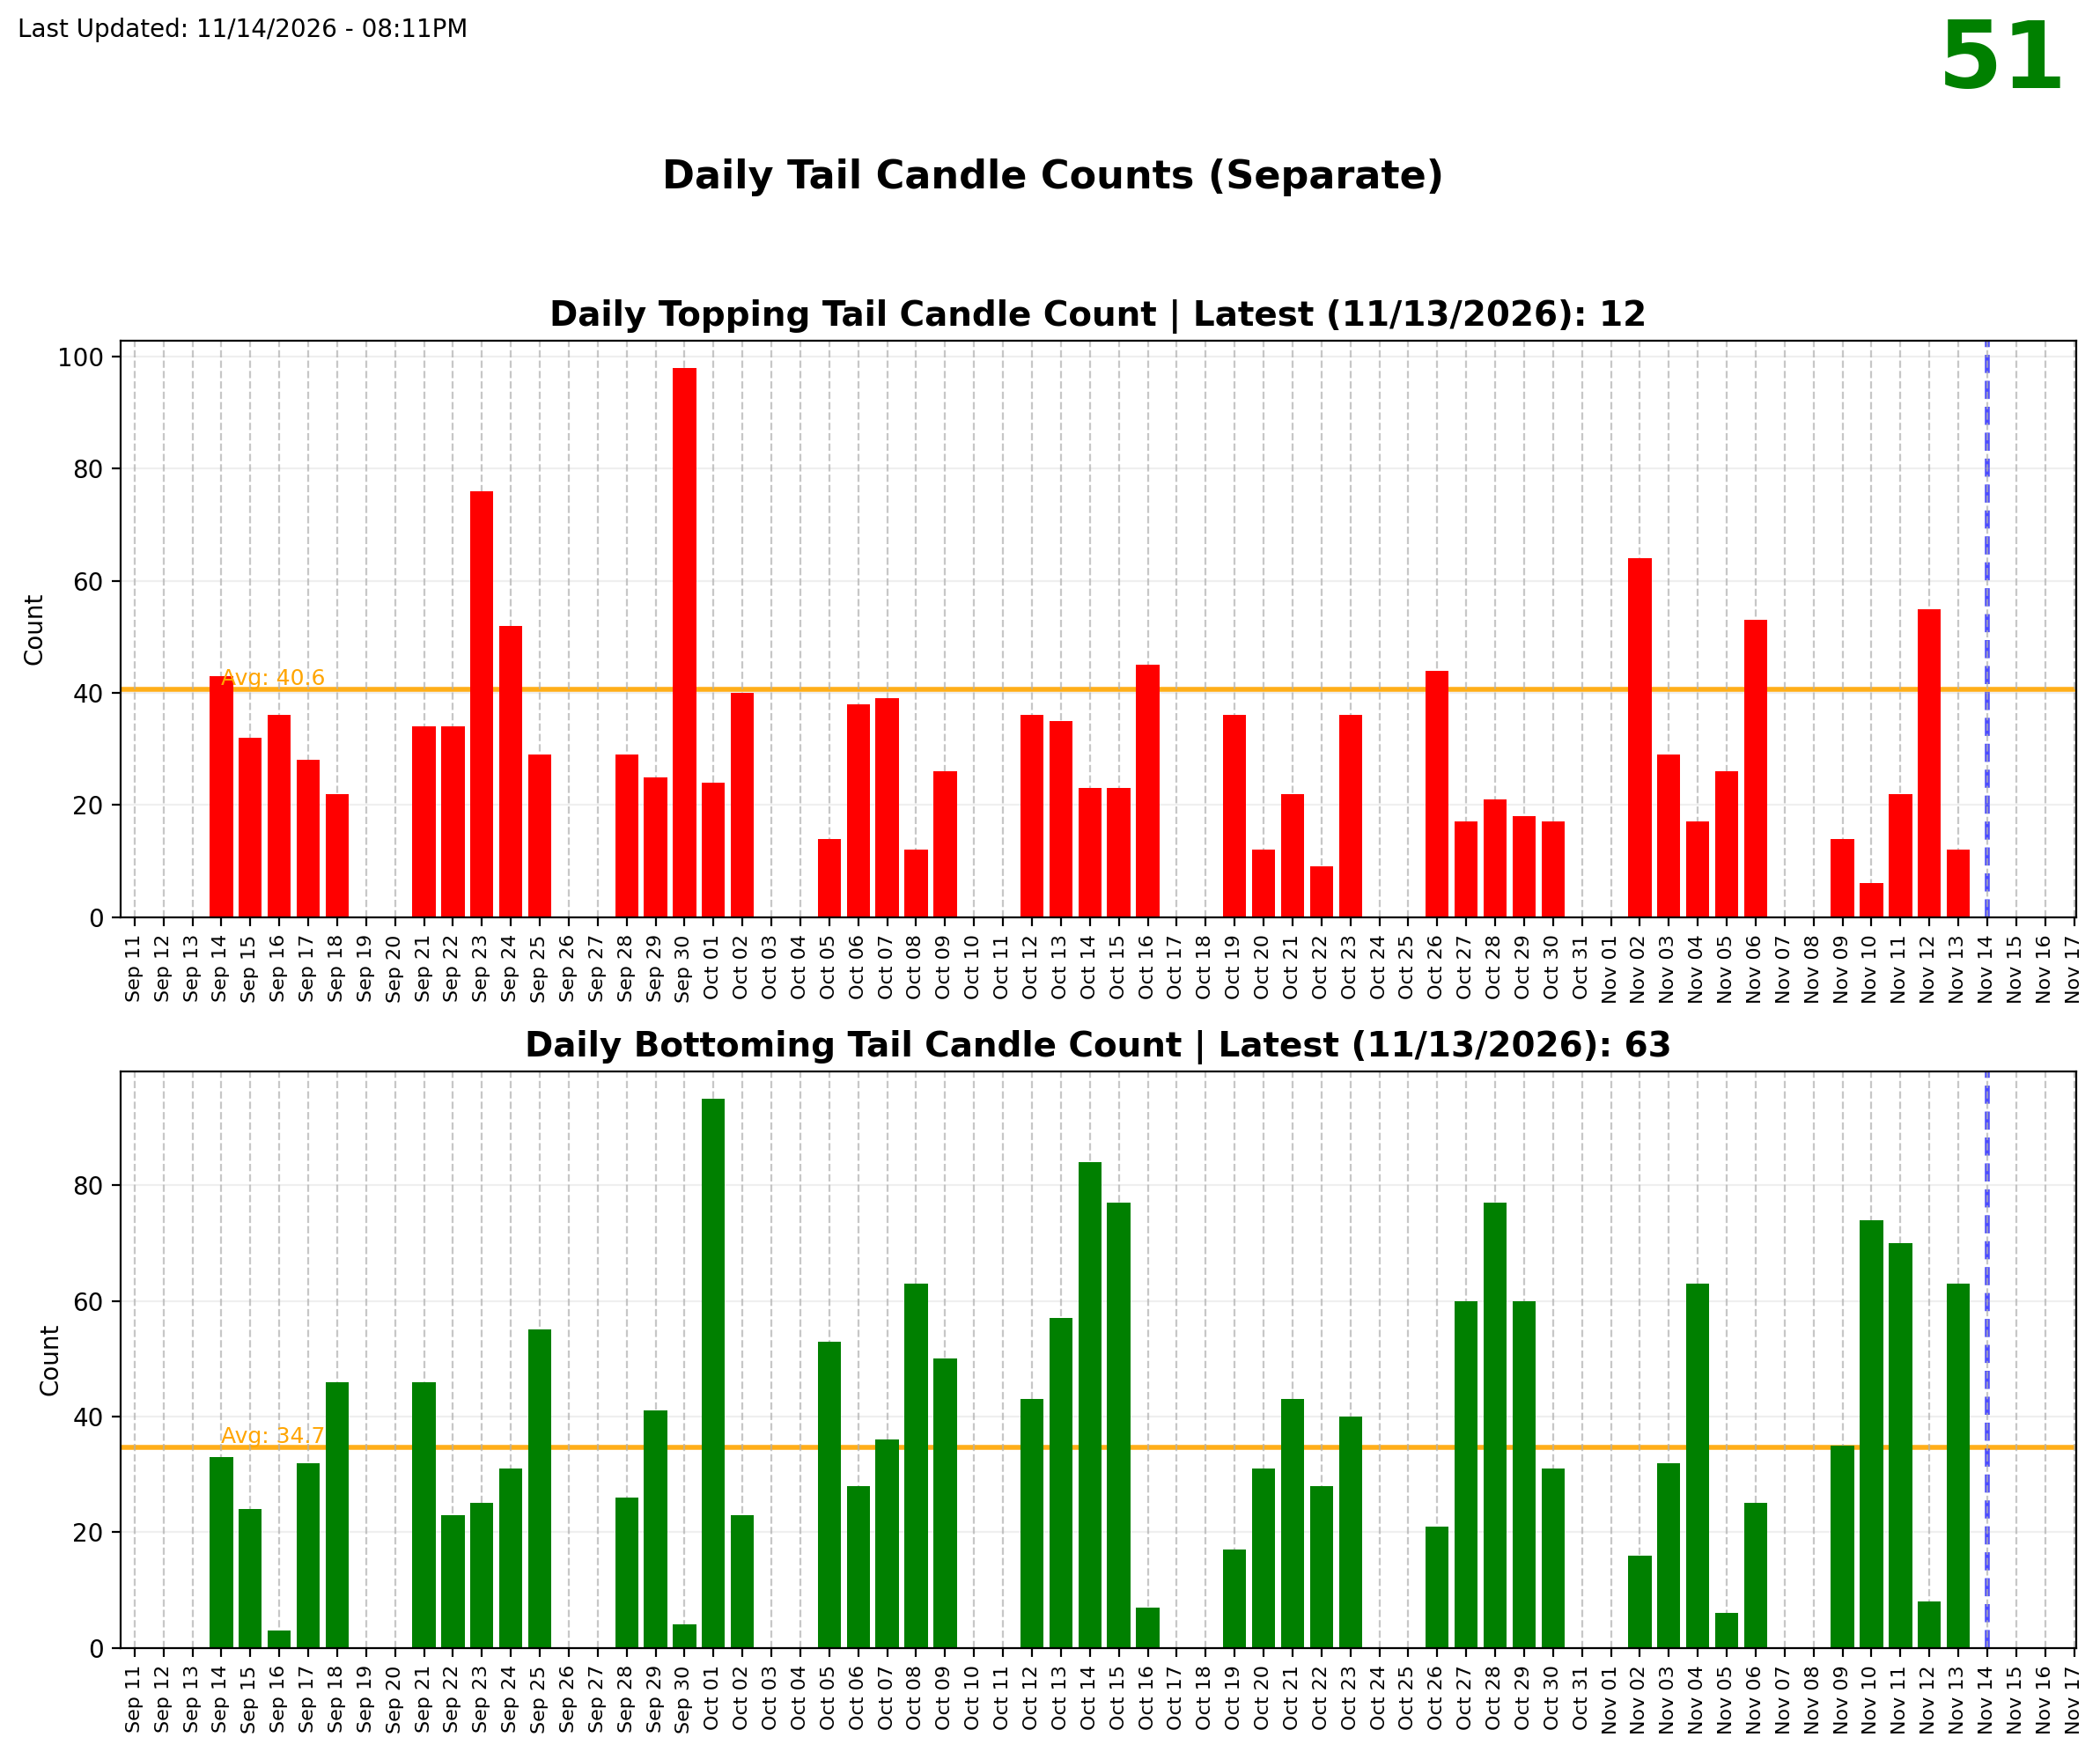 Last Updated: 11/14/2026 - 08:11PM
51
Daily Tail Candle Counts (Separate)
Daily Topping Tail Candle Count | Latest (11/13/2026): 12
100
80
60
40
20
0
Count
Avg: 40.6
Sep 11
Sep 12
Sep 13
Sep 14
Sep 15
Sep 16
Sep 17
Sep 18
Sep 19
Sep 20
Sep 21
Sep 22
Sep 23
Sep 24
Sep 25
Sep 26
Sep 27
Sep 28
Sep 29
Sep 30
Oct 01
Oct 02
Oct 03
Oct 04
Oct 05
Oct 06
Oct 07
Oct 08
Oct 09
Oct 10
Oct 11
Oct 12
Oct 13
Oct 14
Oct 15
Oct 16
Oct 17
Oct 18
Oct 19
Oct 20
Oct 21
Oct 22
Oct 23
Oct 24
Oct 25
Oct 26
Oct 27
Oct 28
Oct 29
Oct 30
Oct 31
Nov 01
Nov 02
Nov 03
Nov 04
Nov 05
Nov 06
Nov 07
Nov 08
Nov 09
Nov 10
Nov 11
Nov 12
Nov 13
Nov 14
Nov 15
Nov 16
Nov 17
Daily Bottoming Tail Candle Count | Latest (11/13/2026): 63
80
60
40
20
0
Count
Avg: 34.7
Sep 11
Sep 12
Sep 13
Sep 14
Sep 15
Sep 16
Sep 17
Sep 18
Sep 19
Sep 20
Sep 21
Sep 22
Sep 23
Sep 24
Sep 25
Sep 26
Sep 27
Sep 28
Sep 29
Sep 30
Oct 01
Oct 02
Oct 03
Oct 04
Oct 05
Oct 06
Oct 07
Oct 08
Oct 09
Oct 10
Oct 11
Oct 12
Oct 13
Oct 14
Oct 15
Oct 16
Oct 17
Oct 18
Oct 19
Oct 20
Oct 21
Oct 22
Oct 23
Oct 24
Oct 25
Oct 26
Oct 27
Oct 28
Oct 29
Oct 30
Oct 31
Nov 01
Nov 02
Nov 03
Nov 04
Nov 05
Nov 06
Nov 07
Nov 08
Nov 09
Nov 10
Nov 11
Nov 12
Nov 13
Nov 14
Nov 15
Nov 16
Nov 17